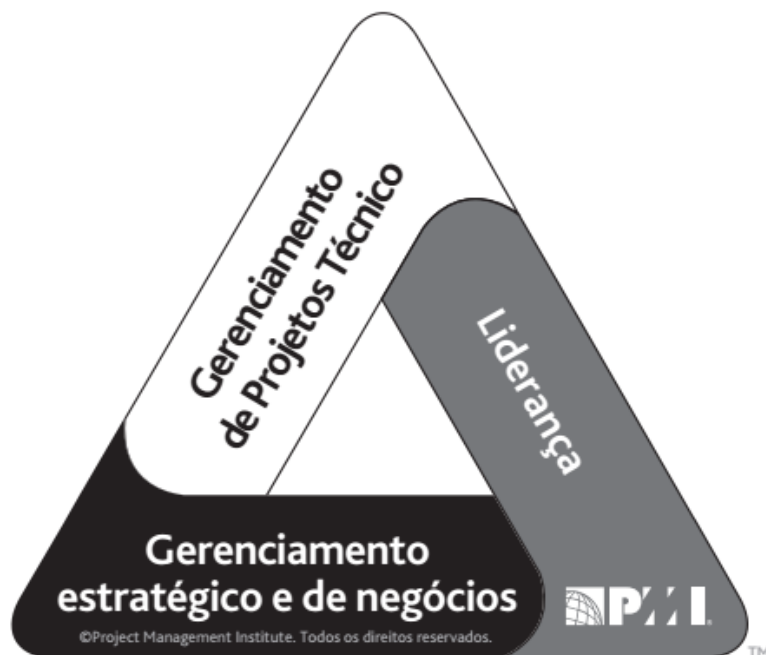 Gerenciamento
de Projetos Técnico
Liderança
Gerenciamento
estratégico e de negócios
©Project Management Institute. Todos os direitos reservados.
PMI.
TM